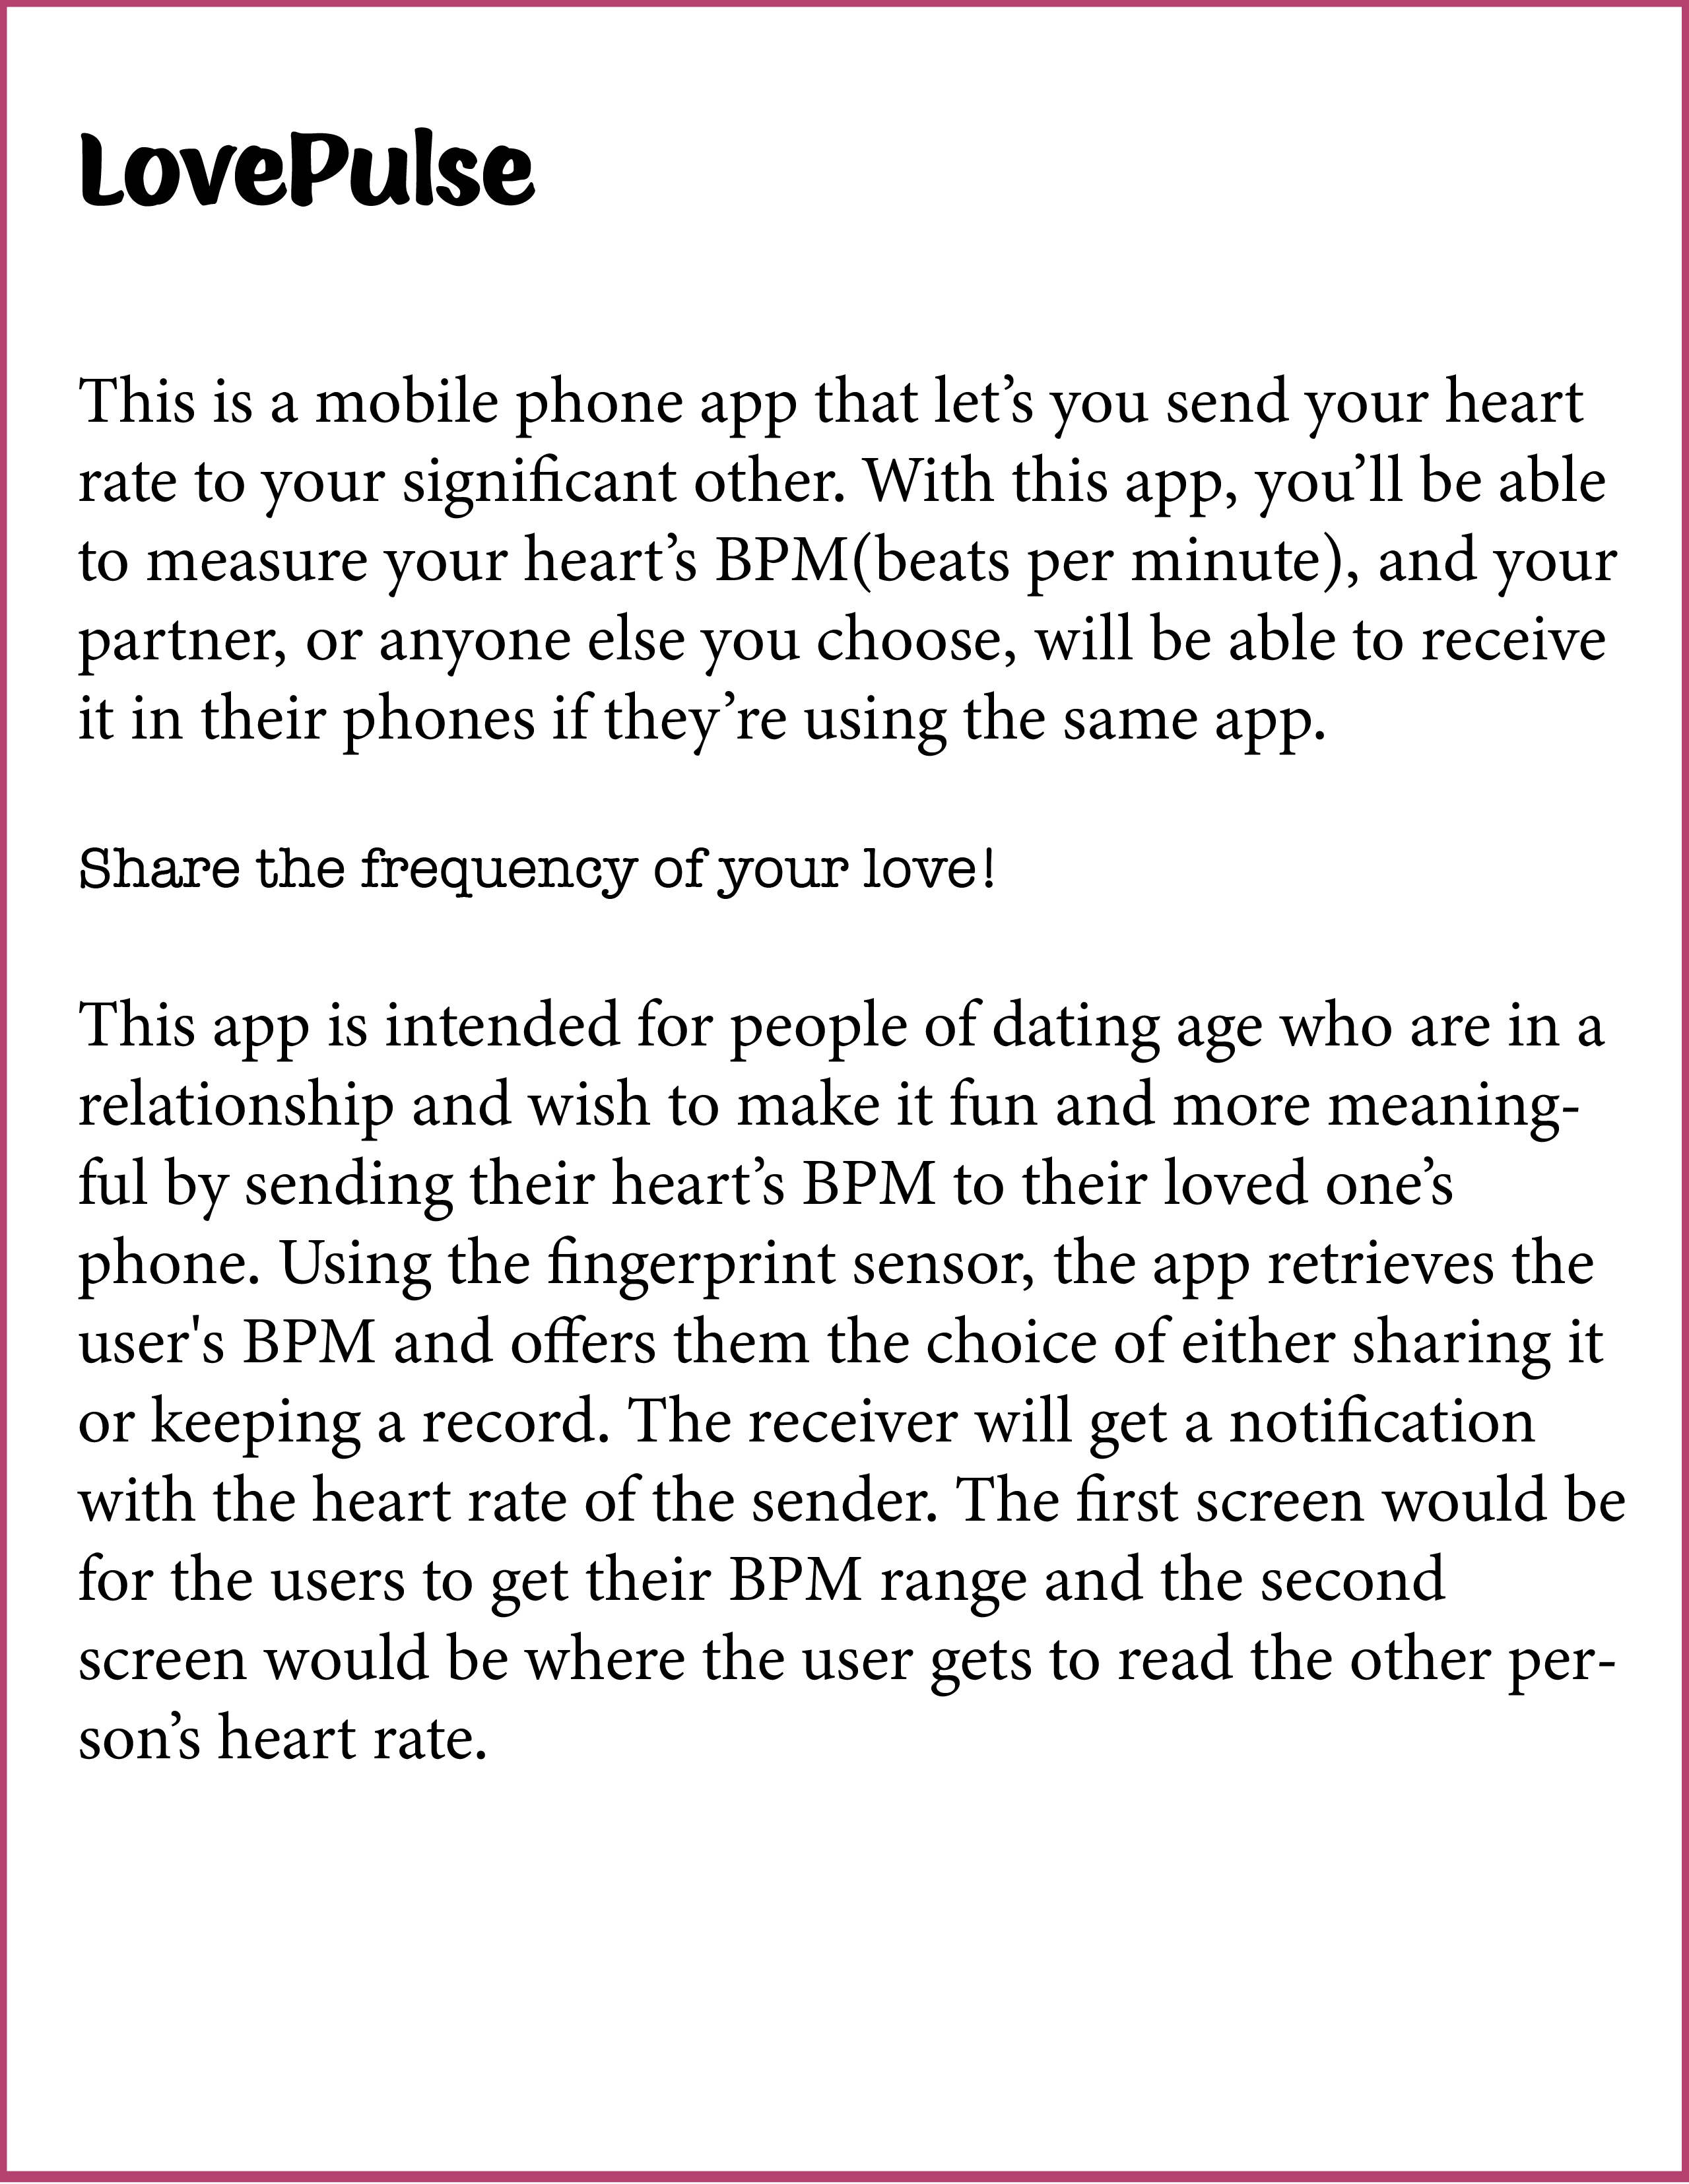 LovePulse
This is a mobile phone app that let’s you send your heart
rate to your significant other. With this app, you’ll be able
to measure your heart’s BPM(beats per minute), and your
partner, or anyone else you choose, will be able to receive
it in their phones if they’re using the same app.
Share the frequency of your love!
This app is intended for people of dating age who are in a
relationship and wish to make it fun and more meaning-
ful by sending their heart’s BPM to their loved one’s
phone. Using the fingerprint sensor, the app retrieves the
user's BPM and offers them the choice of either sharing it
or keeping a record. The receiver will get a notification
with the heart rate of the sender. The first screen would be
for the users to get their BPM range and the second
screen would be where the user gets to read the other per-
son’s heart rate.